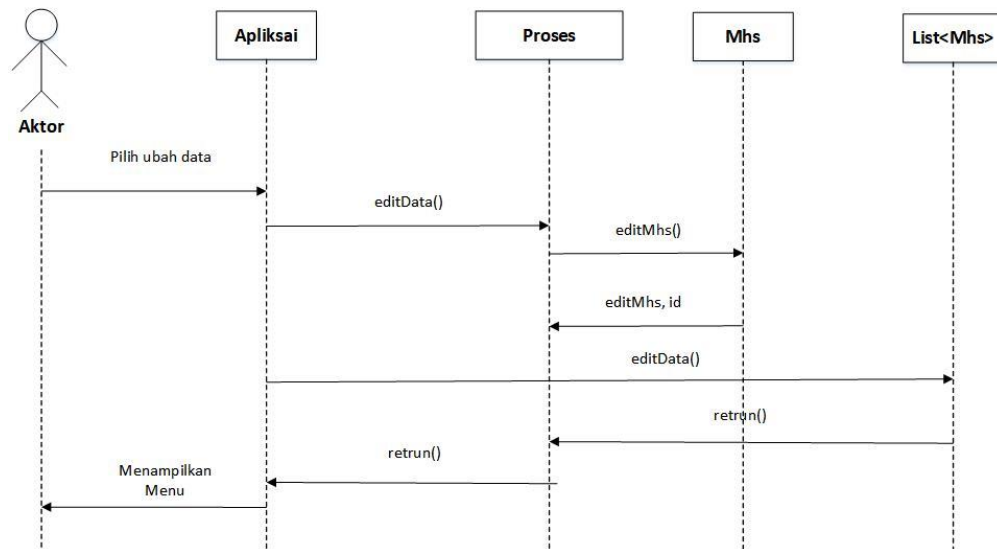 Apliksai
Proses
Mhs
List<Mhs>
Aktor
Pilih ubah data
editData()
editMhs()
editMhs, id
editData()
retrun()
retrun()
Menampilkan
Menu